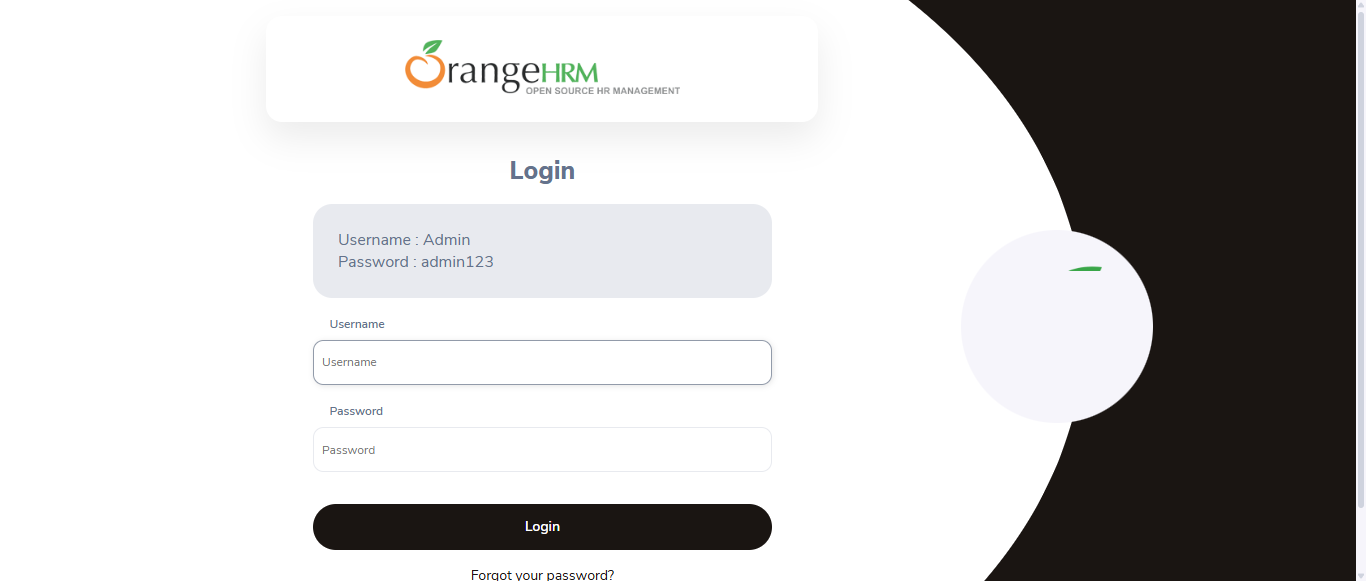 OrangeHRM
OPEN SOURCE HR MANAGEMENT
Login
Username : Admin
Password : admin123
Username
Username
Password
Password
Login
Forgot your password?